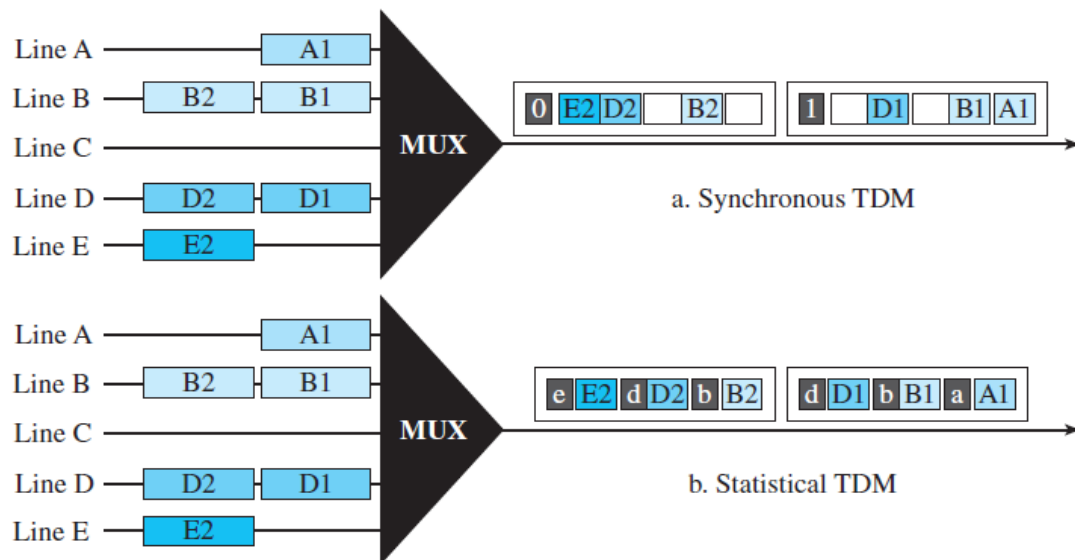 Line A A1
Line B B2 B1
Line C
Line D D2 D1
Line E E2
MUX
0 E2 D2 B2 1 D1 B1 A1
a. Synchronous TDM
Line A A1
Line B B2 B1
Line C
Line D D2 D1
Line E E2
MUX
e E2 d D2 b B2 d D1 b B1 a A1
b. Statistical TDM